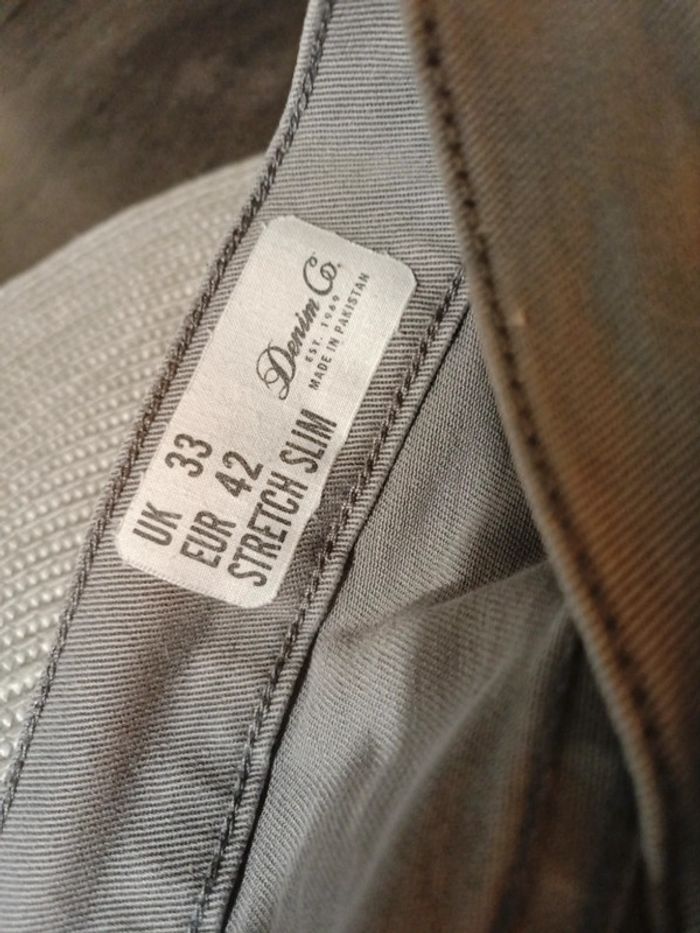 Denim Co.
EST. 1969
MADE IN PAKISTAN
UK 33
EUR 42
STRETCH SLIM